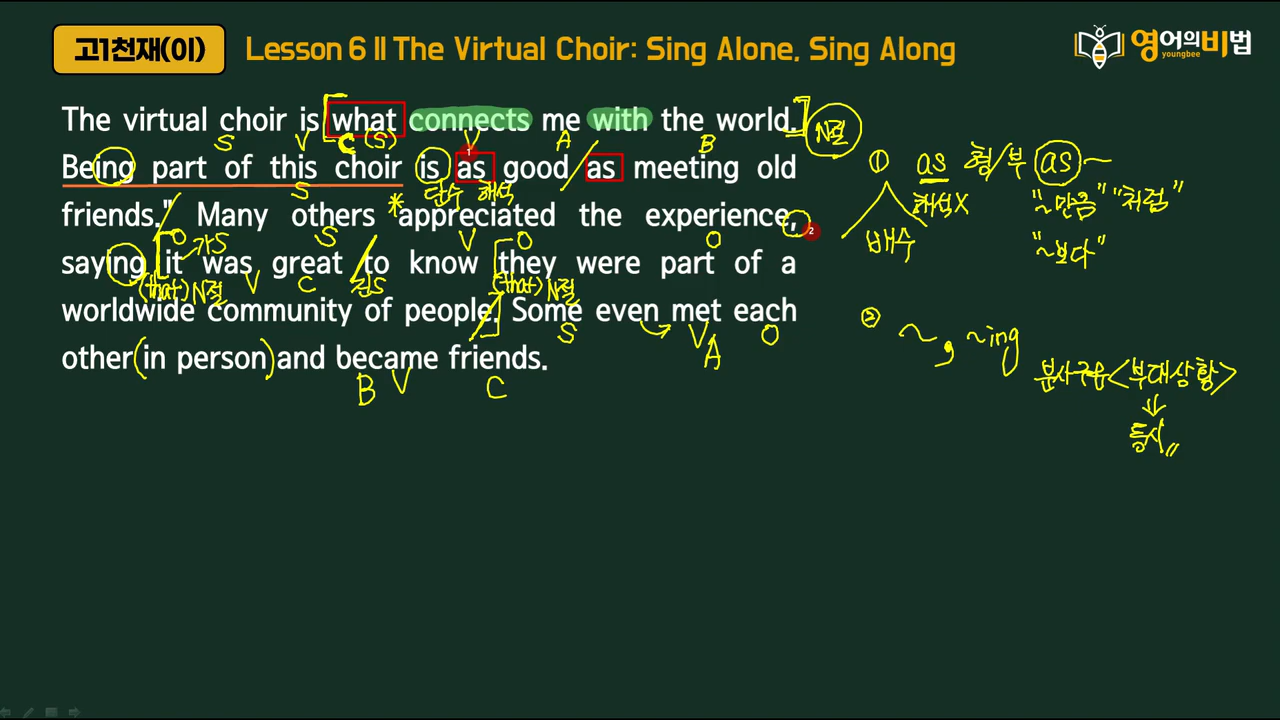 고1천재(이) Lesson 6 II The Virtual Choir: Sing Alone, Sing Along
영어의비법
youngbee
The virtual choir is [what connects me with the world.] N절
S V C (S) V A B
Being part of this choir is as good / as meeting old
S 단수 1 해석
friends." Many others *appreciated the experience, 2
O 가S S V O O
saying it was great / to know [they were part of a
(that) N절 V C 진S (that) N절
worldwide community of people.] Some even met each
S V A O
other (in person) and became friends.
B V C
① as 형/부 as ~
해석X "~만큼" "처럼"
배수 "~보다"
② ~, ~ing
분사구문 <부대상황>
동시